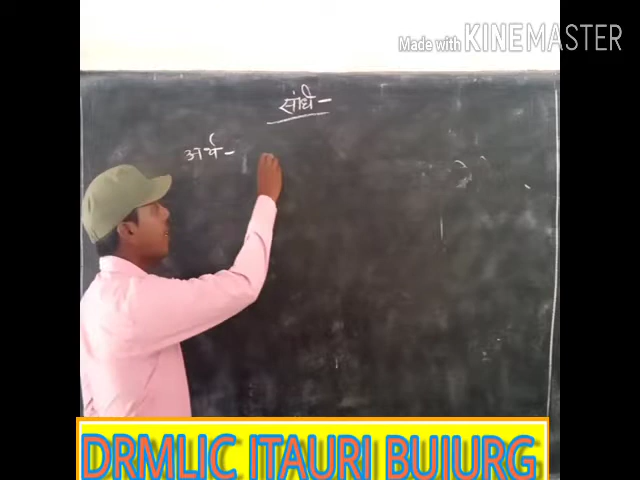 Made with KINEMASTER
संधि-
अर्थ-
DRMLIC ITAURI BUJURG